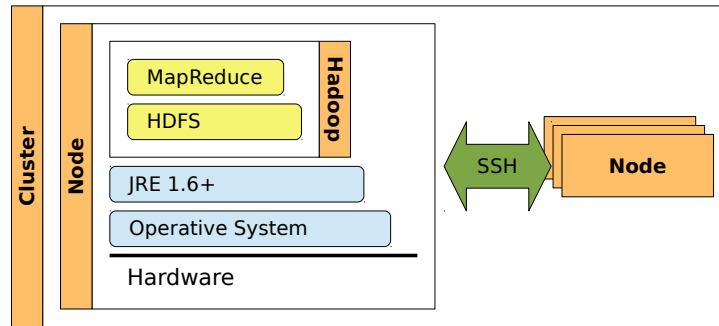 Cluster
Node
MapReduce
HDFS
Hadoop
JRE 1.6+
Operative System
Hardware
SSH
Node